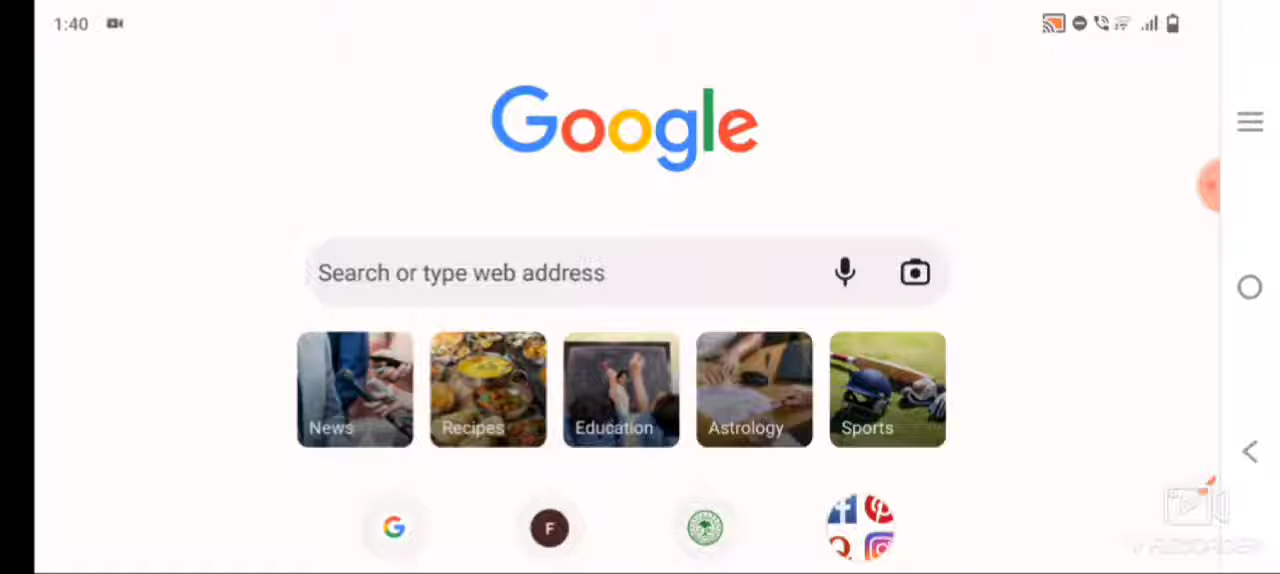 1:40
Google
Search or type web address
News
Recipes
Education
Astrology
Sports
G
F